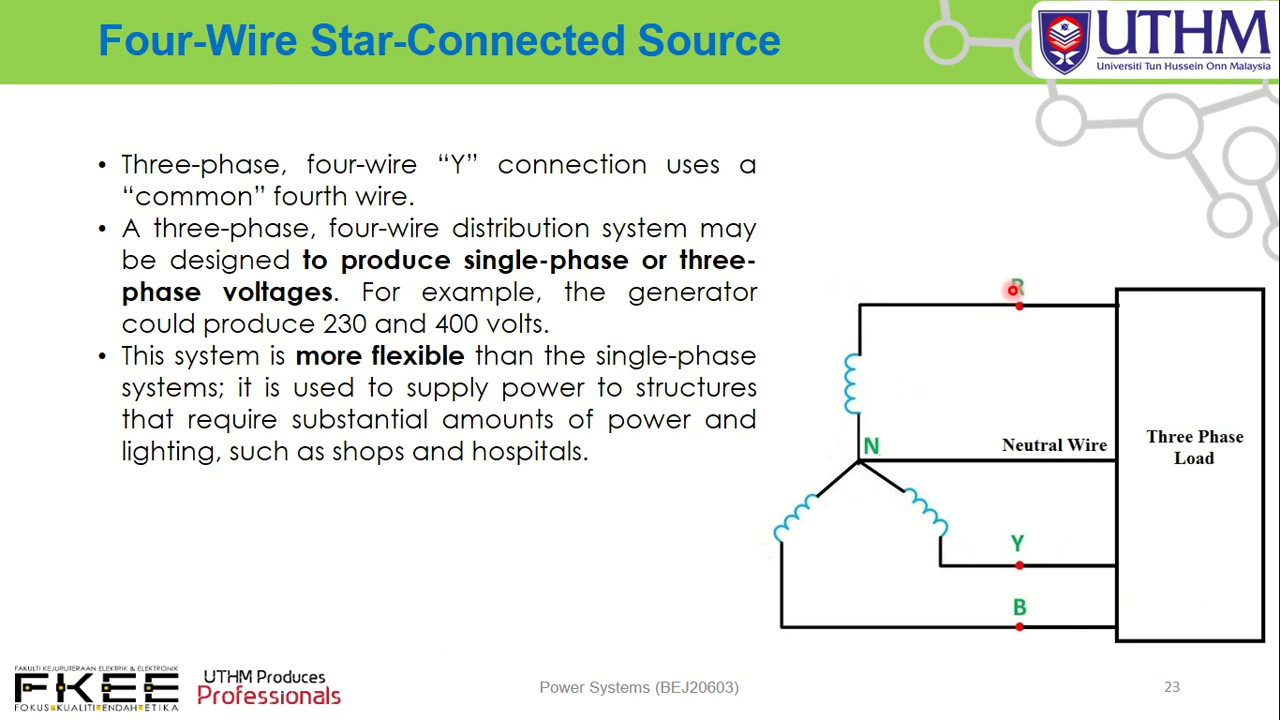 Four-Wire Star-Connected Source
UTHM
Universiti Tun Hussein Onn Malaysia
• Three-phase, four-wire “Y” connection uses a
“common” fourth wire.
• A three-phase, four-wire distribution system may
be designed to produce single-phase or three-
phase voltages. For example, the generator
could produce 230 and 400 volts.
• This system is more flexible than the single-phase
systems; it is used to supply power to structures
that require substantial amounts of power and
lighting, such as shops and hospitals.
R
N
Neutral Wire
Three Phase
Load
Y
B
FAKULTI KEJURUTERAAN ELEKTRIK & ELEKTRONIK
FKEE
FOKUS KUALITI ENDAH ETIKA
UTHM Produces
Professionals
Power Systems (BEJ20603)
23